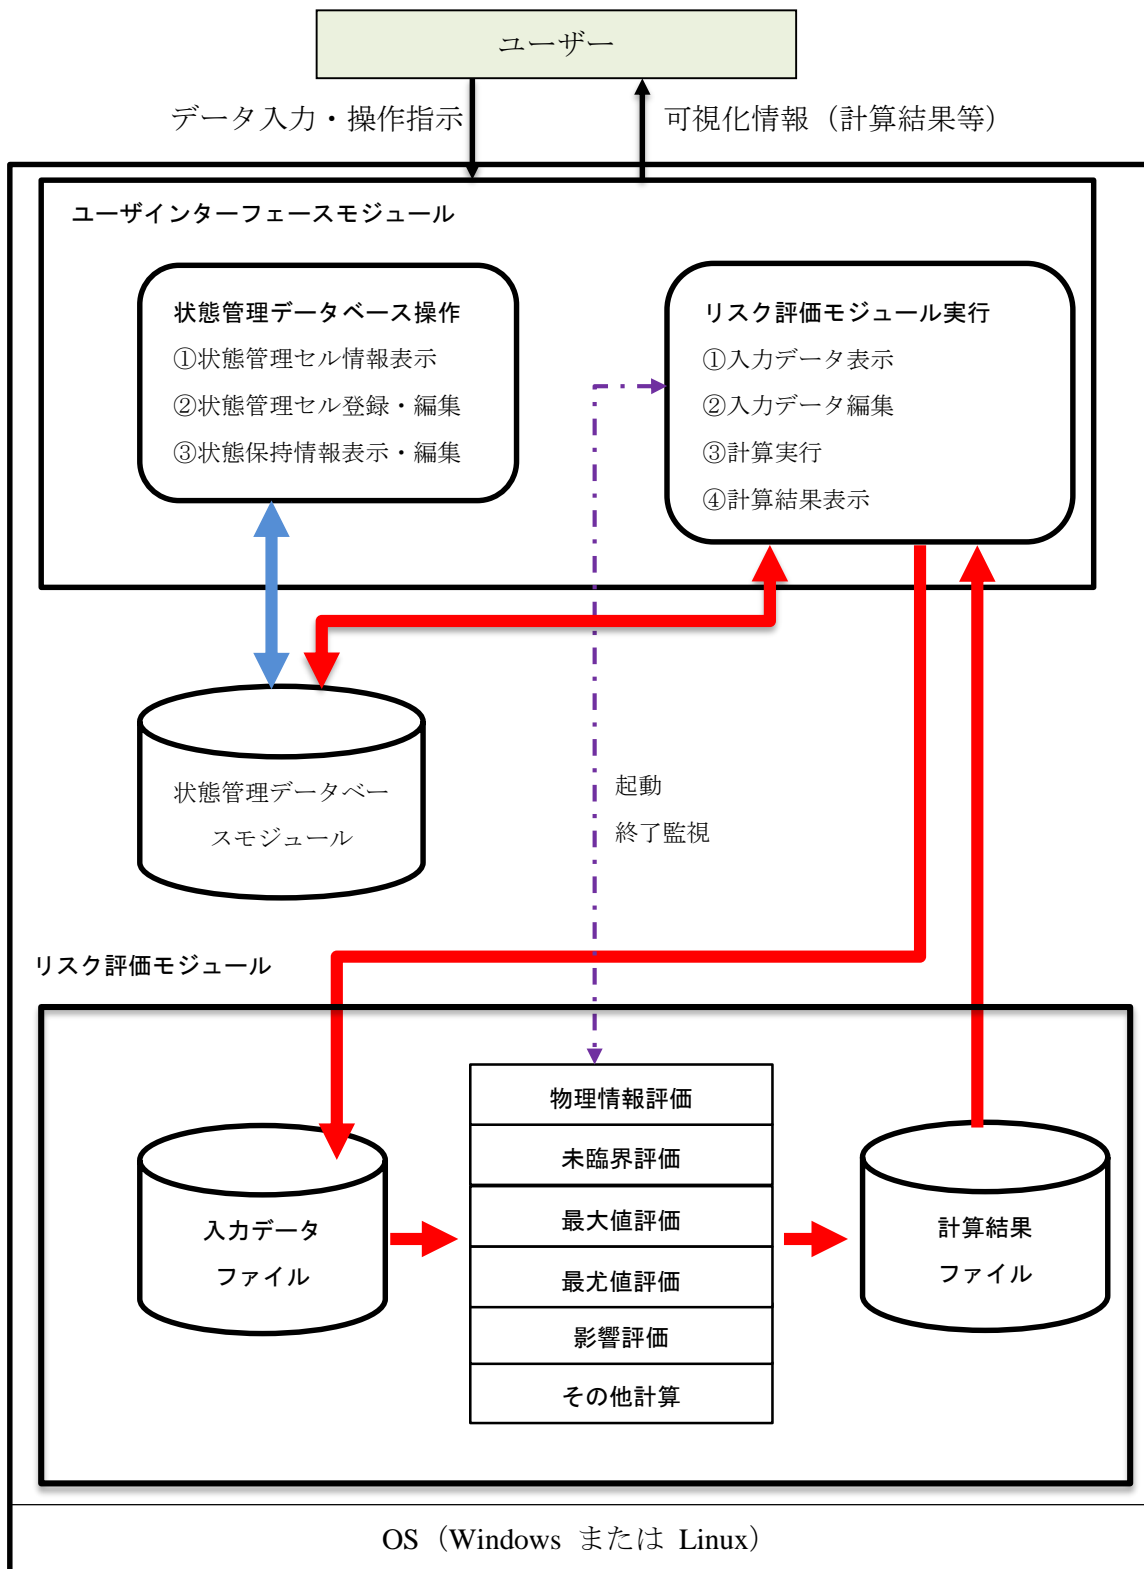 ユーザー
データ入力・操作指示
可視化情報（計算結果等）
ユーザインターフェースモジュール
状態管理データベース操作
①状態管理セル情報表示
②状態管理セル登録・編集
③状態保持情報表示・編集
リスク評価モジュール実行
①入力データ表示
②入力データ編集
③計算実行
④計算結果表示
状態管理データベー
スモジュール
起動
終了監視
リスク評価モジュール
入力データ
ファイル
物理情報評価
未臨界評価
最大値評価
最尤値評価
影響評価
その他計算
計算結果
ファイル
OS（Windows または Linux）